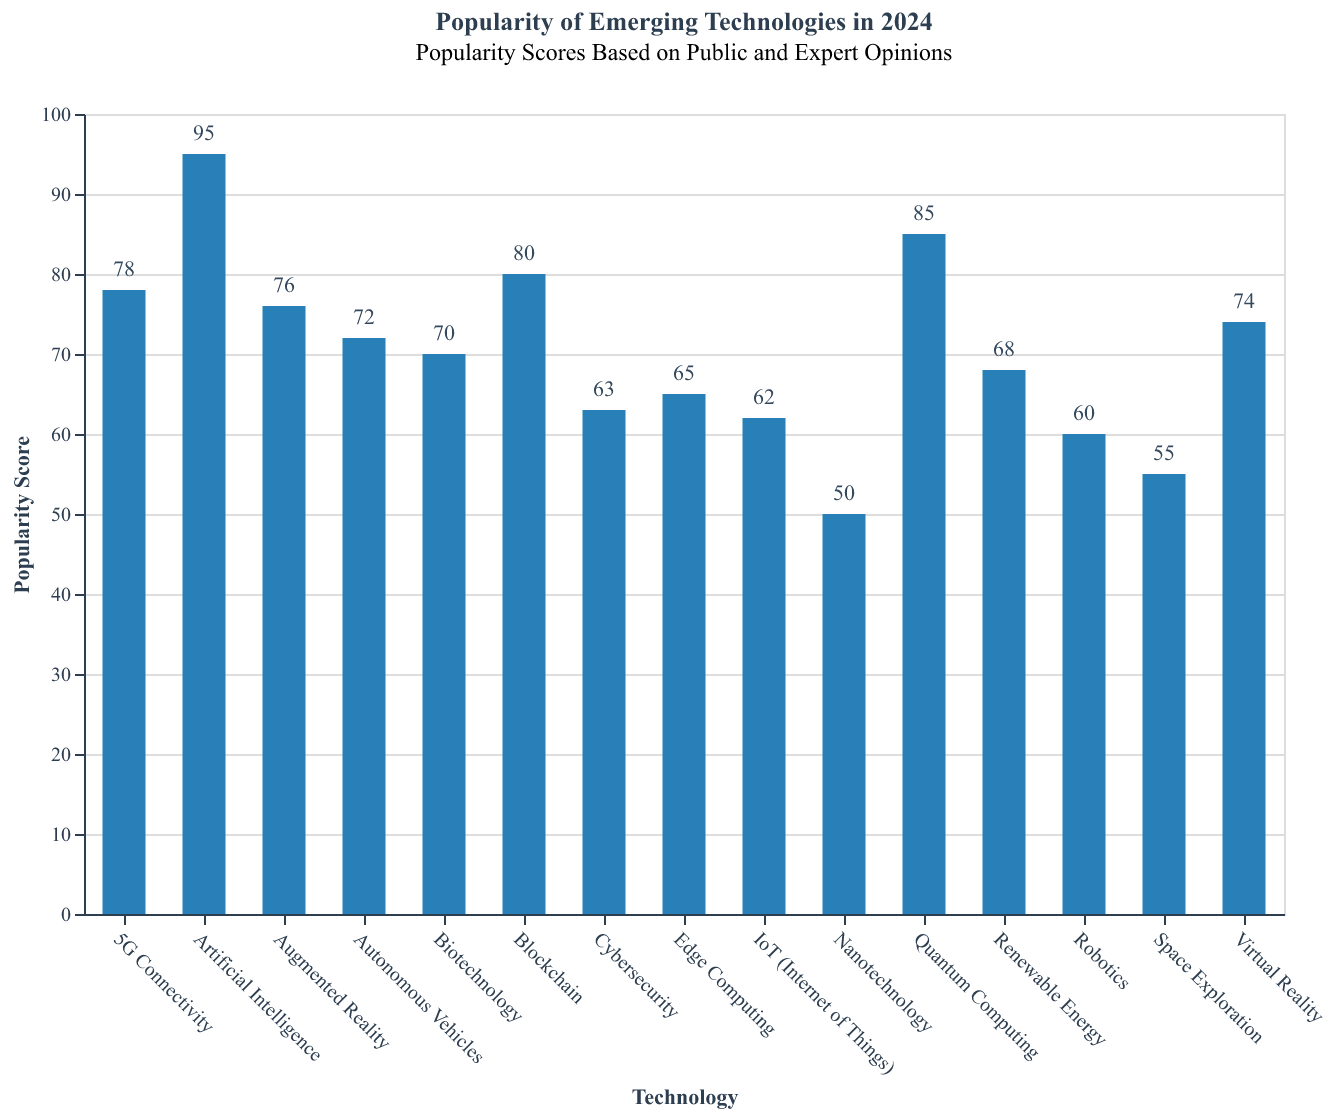 Popularity of Emerging Technologies in 2024
Popularity Scores Based on Public and Expert Opinions
100
90
80
70
60
50
40
30
20
10
0
Popularity Score
78
95
76
72
70
80
63
65
62
50
85
68
60
55
74
5G Connectivity
Artificial Intelligence
Augmented Reality
Autonomous Vehicles
Biotechnology
Blockchain
Cybersecurity
Edge Computing
IoT (Internet of Things)
Nanotechnology
Quantum Computing
Renewable Energy
Robotics
Space Exploration
Virtual Reality
Technology